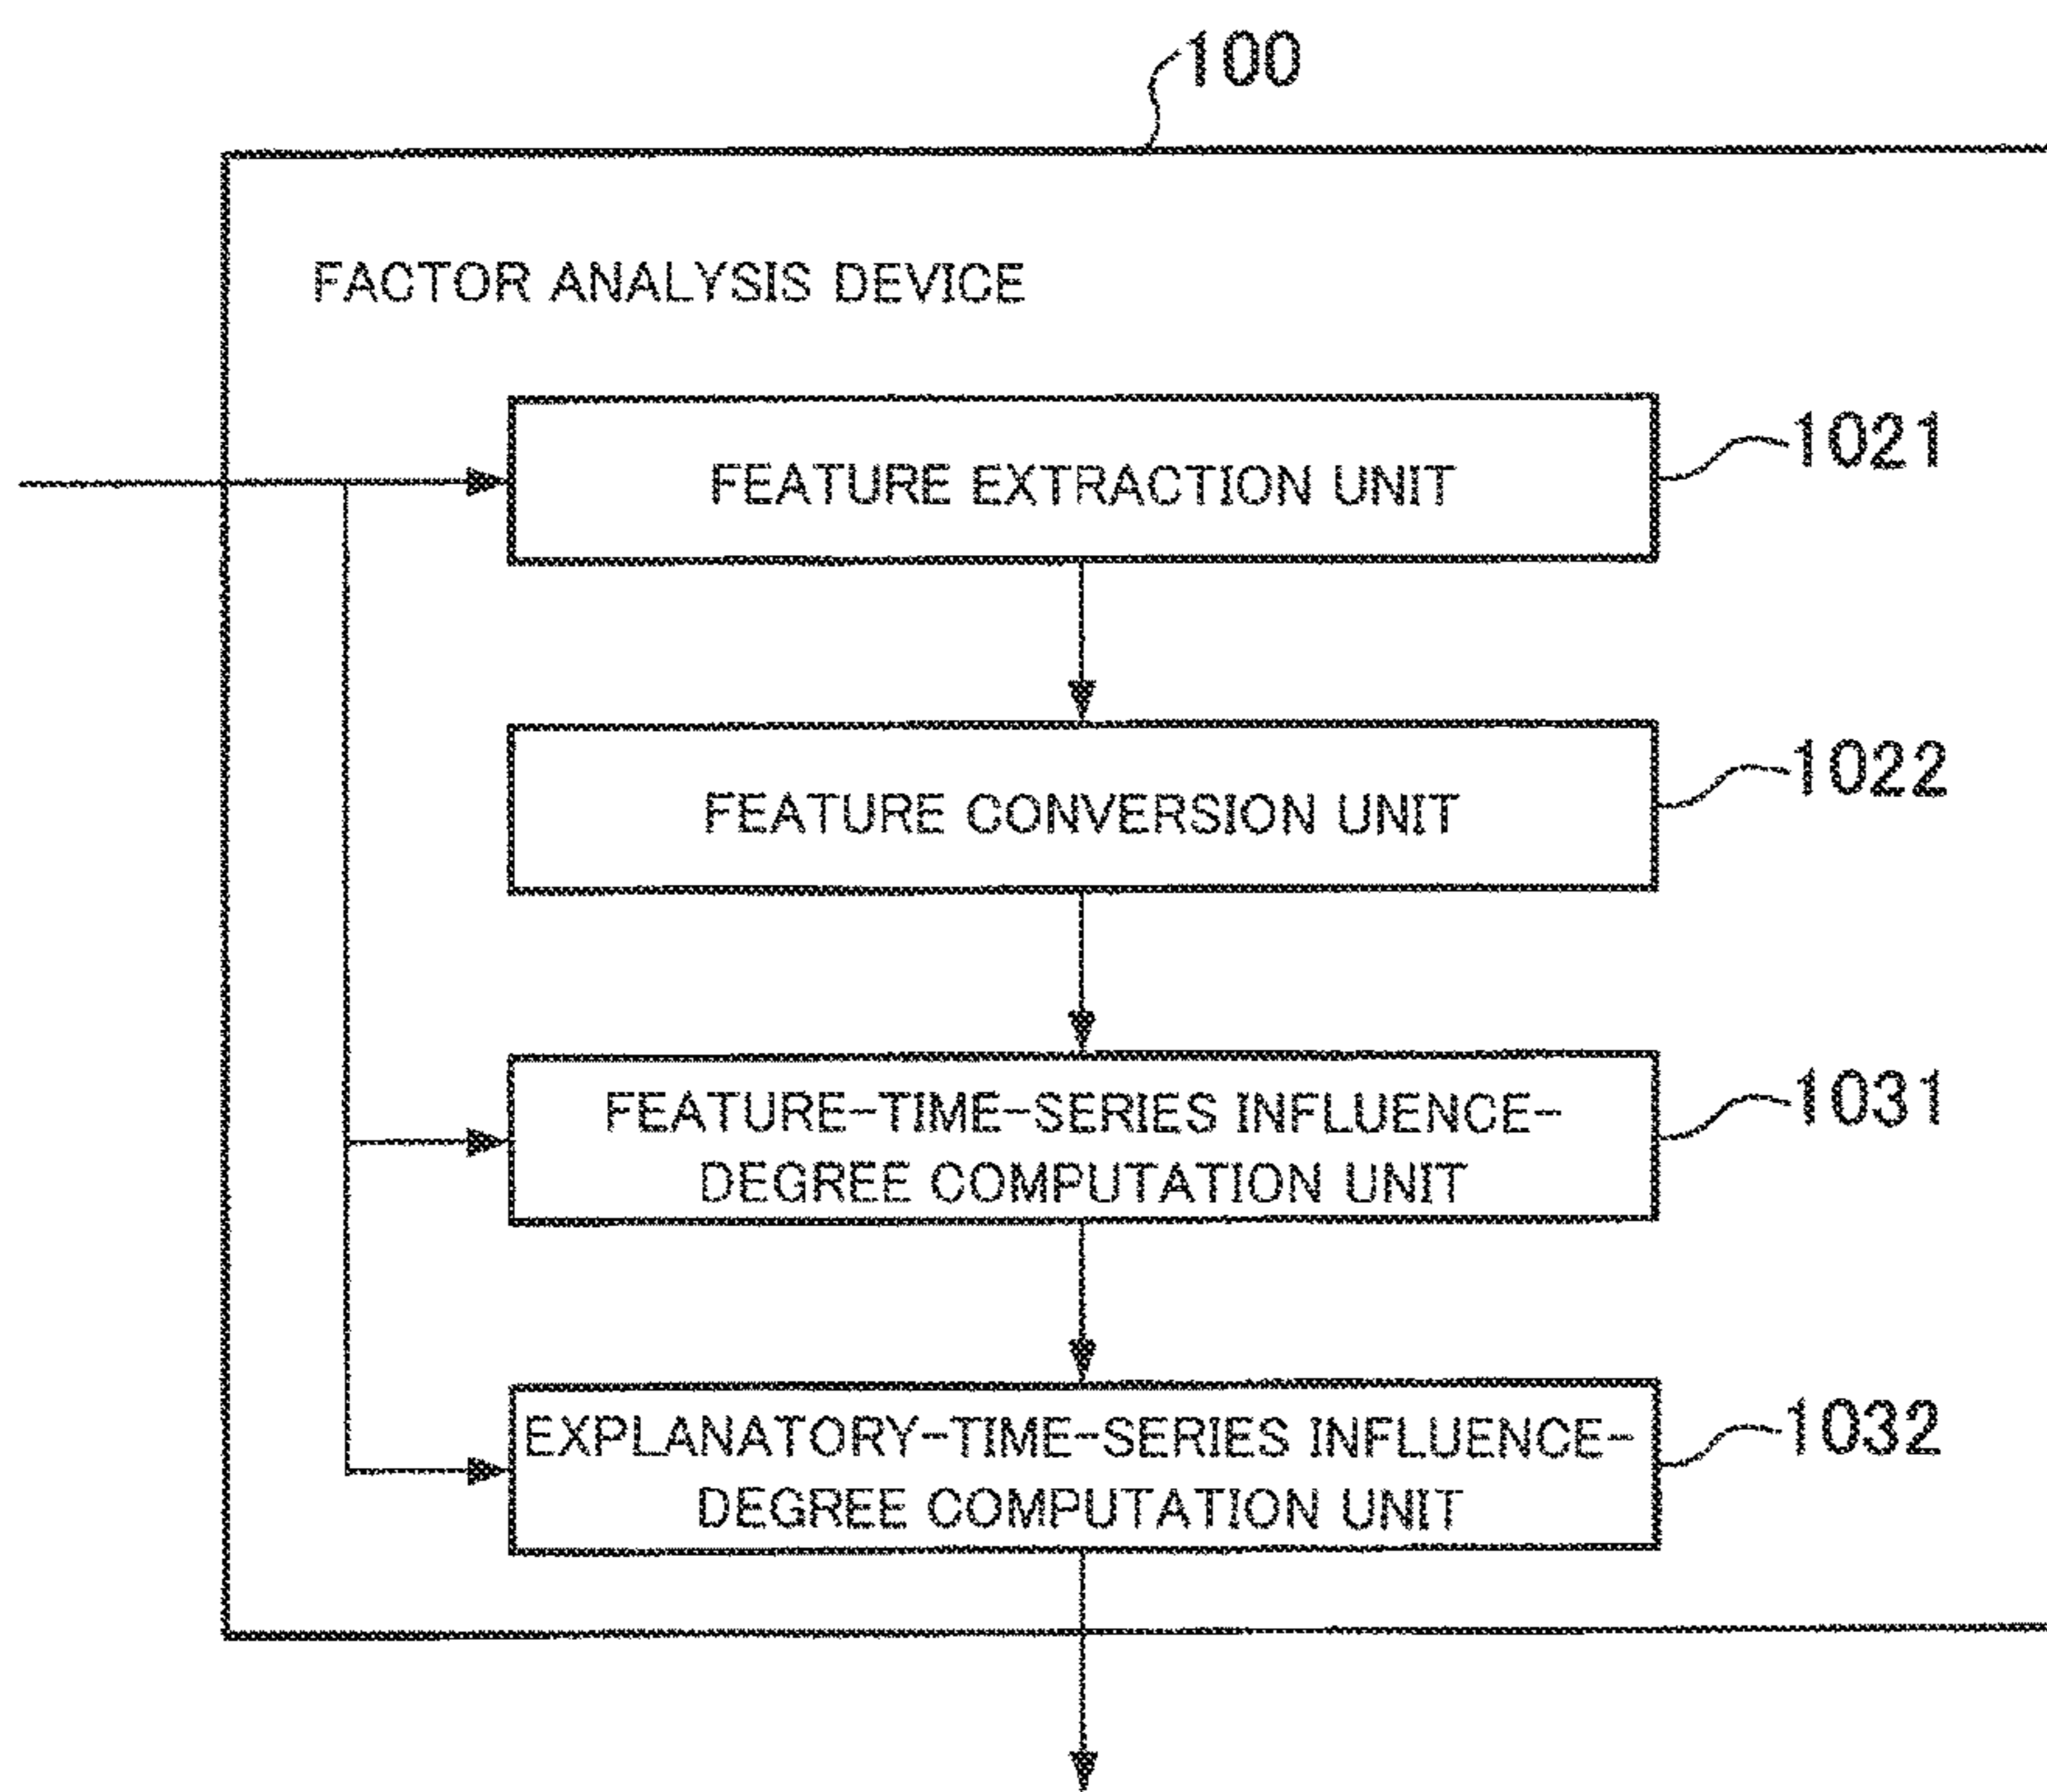 100
FACTOR ANALYSIS DEVICE
FEATURE EXTRACTION UNIT
1021
FEATURE CONVERSION UNIT
1022
FEATURE-TIME-SERIES INFLUENCE-
DEGREE COMPUTATION UNIT
1031
EXPLANATORY-TIME-SERIES INFLUENCE-
DEGREE COMPUTATION UNIT
1032